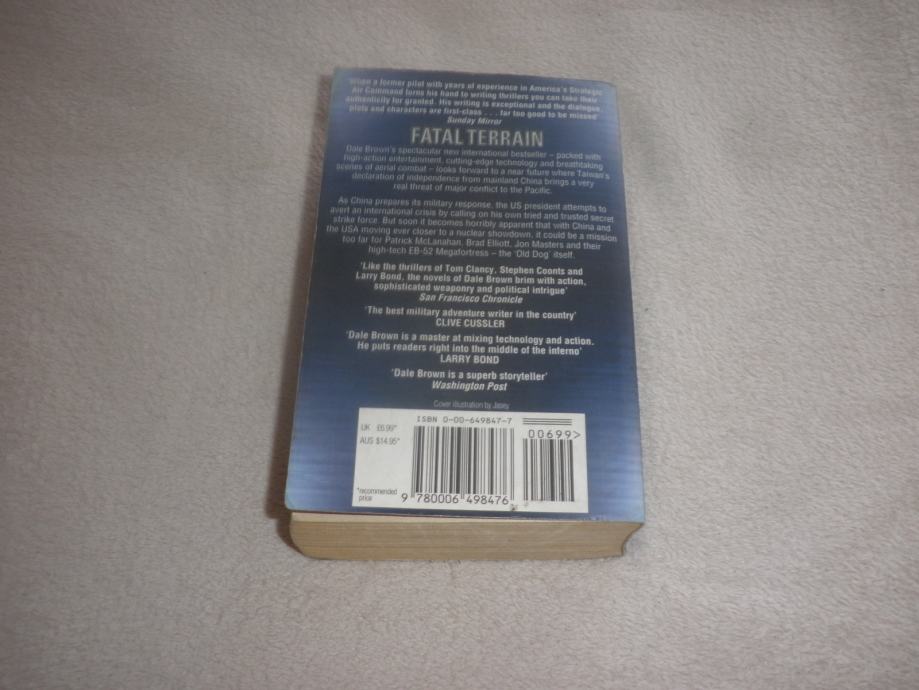 'When a former pilot with years of experience in America's Strategic
Air Command turns his hand to writing thrillers you can take their
authenticity for granted. His writing is exceptional and the dialogue,
plots and characters are first-class . . . far too good to be missed'
Sunday Mirror
FATAL TERRAIN
Dale Brown's spectacular new international bestseller – packed with
high-action entertainment, cutting-edge technology and breathtaking
scenes of aerial combat – looks forward to a near future where Taiwan's
declaration of independence from mainland China brings a very
real threat of major conflict to the Pacific.
As China prepares its military response, the US president attempts to
avert an international crisis by calling on his own tried and trusted secret
strike force. But soon it becomes horribly apparent that with China and
the USA moving ever closer to a nuclear showdown, it could be a mission
too far for Patrick McLanahan, Brad Elliott, Jon Masters and their
high-tech EB-52 Megafortress – the 'Old Dog' itself.
'Like the thrillers of Tom Clancy, Stephen Coonts and
Larry Bond, the novels of Dale Brown brim with action,
sophisticated weaponry and political intrigue'
San Francisco Chronicle
'The best military adventure writer in the country'
CLIVE CUSSLER
'Dale Brown is a master at mixing technology and action.
He puts readers right into the middle of the inferno'
LARRY BOND
'Dale Brown is a superb storyteller'
Washington Post
Cover illustration by Jasey
ISBN 0-00-649847-7
UK £6.99*
AUS $14.95*
00699>
*recommended
price
9 780006 498476